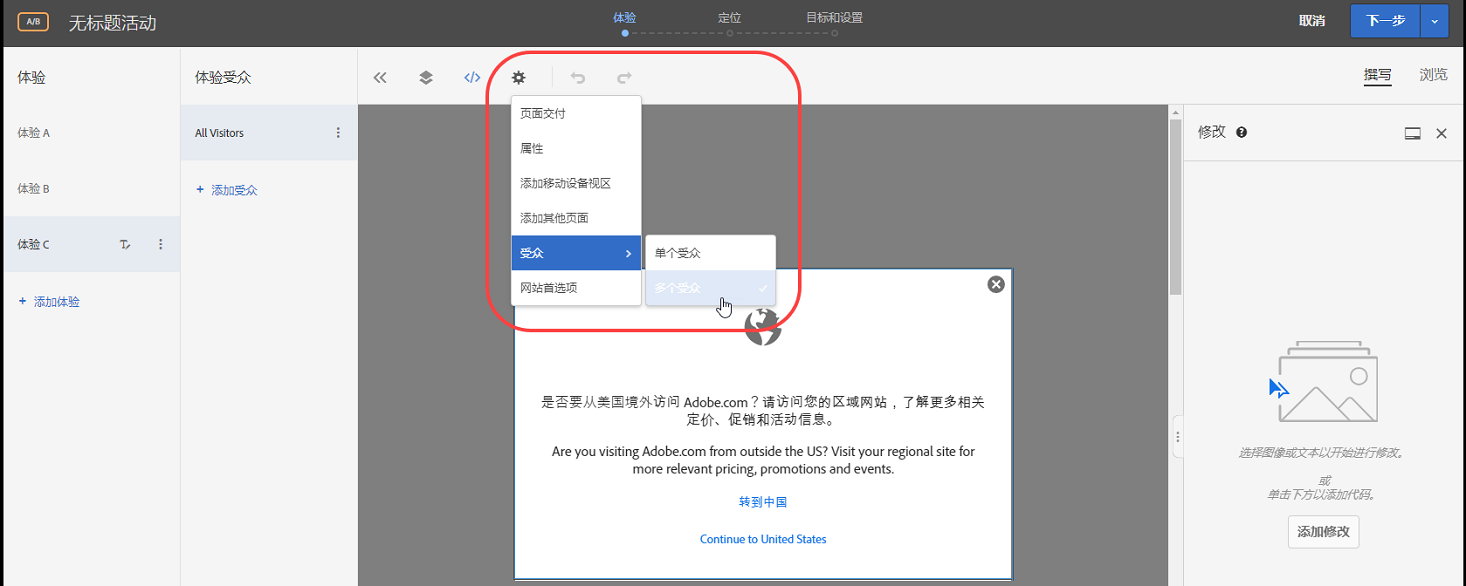 A/B
无标题活动
体验
定位
目标和设置
取消
下一步
体验
体验受众
撰写
浏览
体验 A
体验 B
体验 C
+ 添加体验
All Visitors
+ 添加受众
页面交付
属性
添加移动设备视区
添加其他页面
受众
网站首选项
单个受众
多个受众
是否要从美国境外访问 Adobe.com？请访问您的区域网站，了解更多相关
定价、促销和活动信息。
Are you visiting Adobe.com from outside the US? Visit your regional site for
more relevant pricing, promotions and events.
转到中国
Continue to United States
修改
选择图像或文本以开始进行修改。
或
单击下方以添加代码。
添加修改